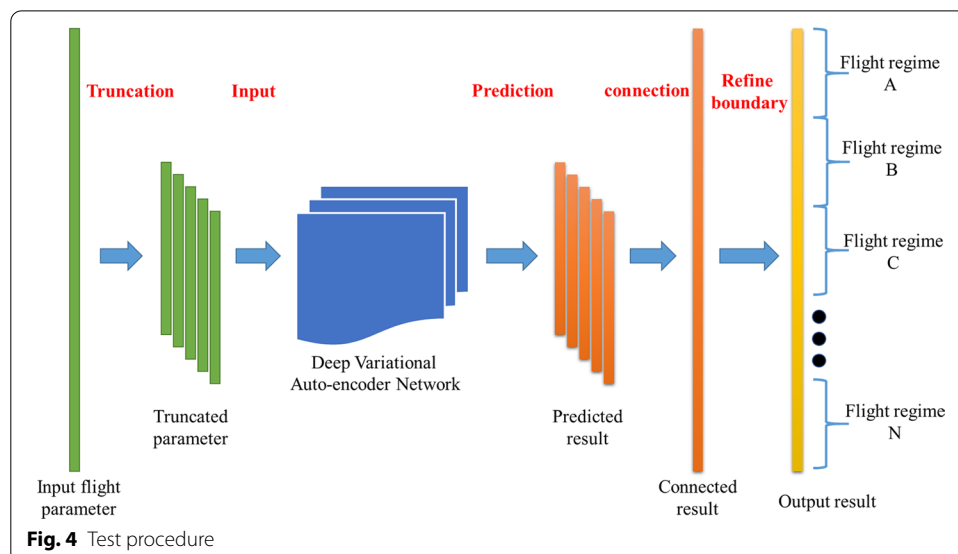 Truncation
Input
Prediction
connection
Refine
boundary
Flight regime
A
Flight regime
B
Flight regime
C
Flight regime
N
Deep Variational
Auto-encoder Network
Truncated
parameter
Predicted
result
Input flight
parameter
Connected
result
Output result
Fig. 4 Test procedure